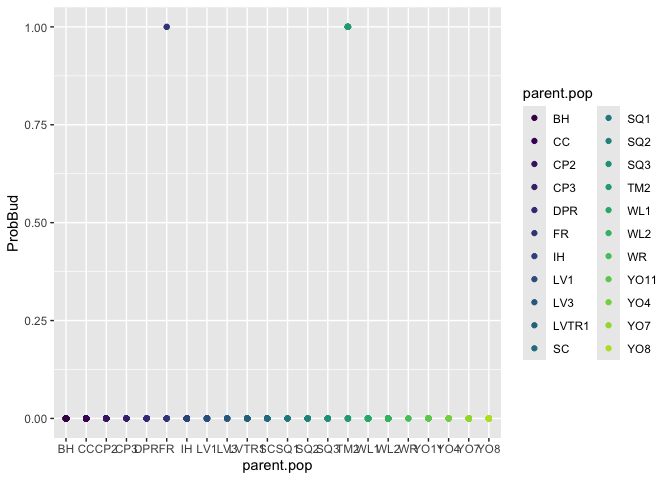 1.00
0.75
0.50
0.25
0.00
ProbBud
BH CC CP2 CP3 DPR FR IH LV1 LV3 LVTR1 SC SQ1 SQ2 SQ3 TM2 WL1 WL2 WR YO11 YO4 YO7 YO8
parent.pop
parent.pop
BH
CC
CP2
CP3
DPR
FR
IH
LV1
LV3
LVTR1
SC
SQ1
SQ2
SQ3
TM2
WL1
WL2
WR
YO11
YO4
YO7
YO8